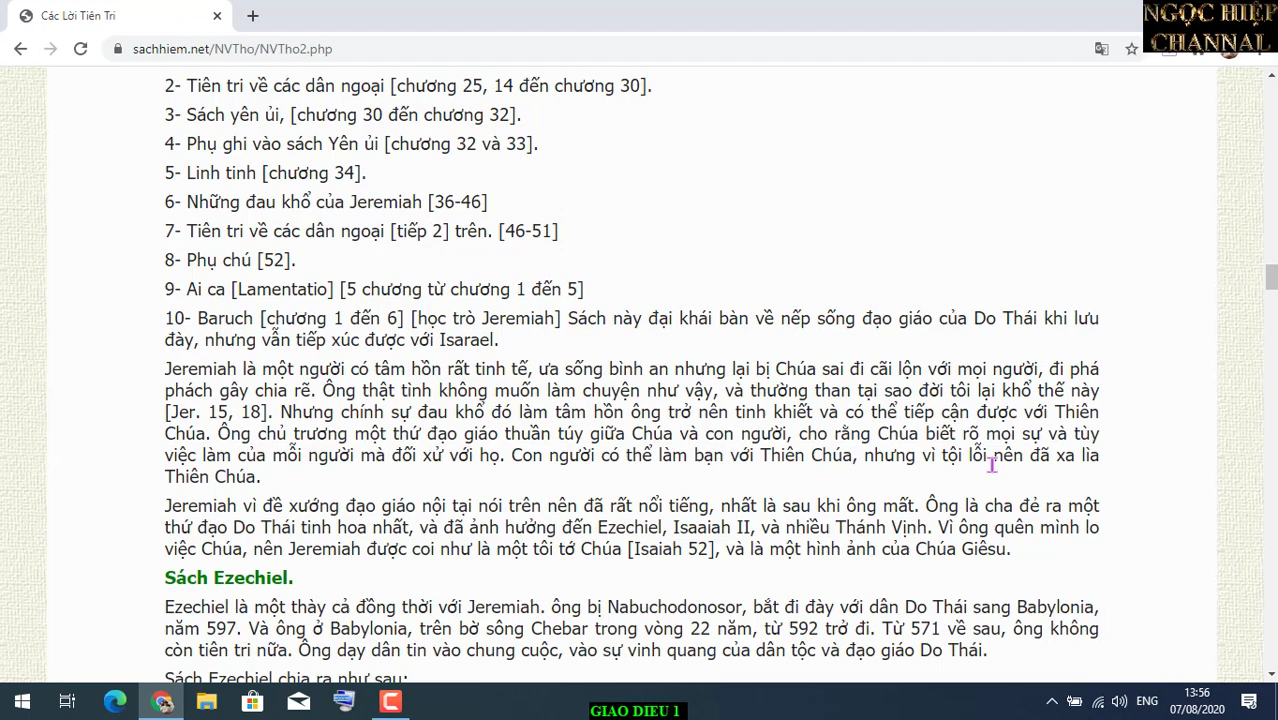 Các Lời Tiên Tri
NGỌC HIỆP
CHANNAL
sachhiem.net/NVTho/NVTho2.php
2- Tiên tri về các dân ngoại [chương 25, 14 đến chương 30].
3- Sách yên ủi, [chương 30 đến chương 32].
4- Phụ ghi vào sách Yên ủi [chương 32 và 33].
5- Linh tinh [chương 34].
6- Những đau khổ của Jeremiah [36-46]
7- Tiên tri về các dân ngoại [tiếp 2] trên. [46-51]
8- Phụ chú [52].
9- Ai ca [Lamentatio] [5 chương từ chương 1 đến 5]
10- Baruch [chương 1 đến 6] [học trò Jeremiah] Sách này đại khái bàn về nếp sống đạo giáo của Do Thái khi lưu
đày, nhưng vẫn tiếp xúc được với Isarael.
Jeremiah là một người có tâm hồn rất tinh tế, ưa sống bình an nhưng lại bị Chúa sai đi cãi lộn với mọi người, đi phá
phách gây chia rẽ. Ông thật tình không muốn làm chuyện như vậy, và thường than tại sao đời tôi lại khổ thế này
[Jer. 15, 18]. Nhưng chính sự đau khổ đó làm tâm hồn ông trở nên tinh khiết và có thể tiếp cận được với Thiên
Chúa. Ông chủ trương một thứ đạo giáo thuần túy giữa Chúa và con người, cho rằng Chúa biết rõ mọi sự và tùy
việc làm của mỗi người mà đối xử với họ. Con người có thể làm bạn với Thiên Chúa, nhưng vì tội lỗi nên đã xa lìa
Thiên Chúa.
Jeremiah vì đề xướng đạo giáo nội tại nói trên nên đã rất nổi tiếng, nhất là sau khi ông mất. Ông là cha đẻ ra một
thứ đạo Do Thái tinh hoa nhất, và đã ảnh hưởng đến Ezechiel, Isaaiah II, và nhiều Thánh Vịnh. Vì ông quên mình lo
việc Chúa, nên Jeremiah được coi như là một tôi tớ Chúa [Isaiah 52], và là một hình ảnh của Chúa Giêsu.
Sách Ezechiel.
Ezechiel là một thày cả đồng thời với Jeremiah. ông bị Nabuchodonosor, bắt đi đày với dân Do Thái sang Babylonia,
năm 597. Và ông ở Babylonia, trên bờ sông Chebar trong vòng 22 năm, từ 592 trở đi. Từ 571 về sau, ông không
còn tiên tri nữa. Ông dạy dân tin vào chung cuộc, vào sự vinh quang của dân tộc và đạo giáo Do Thái.
Sách Ezechiel chia ra như sau:
ENG
13:56
07/08/2020
GIAO DIEU 1